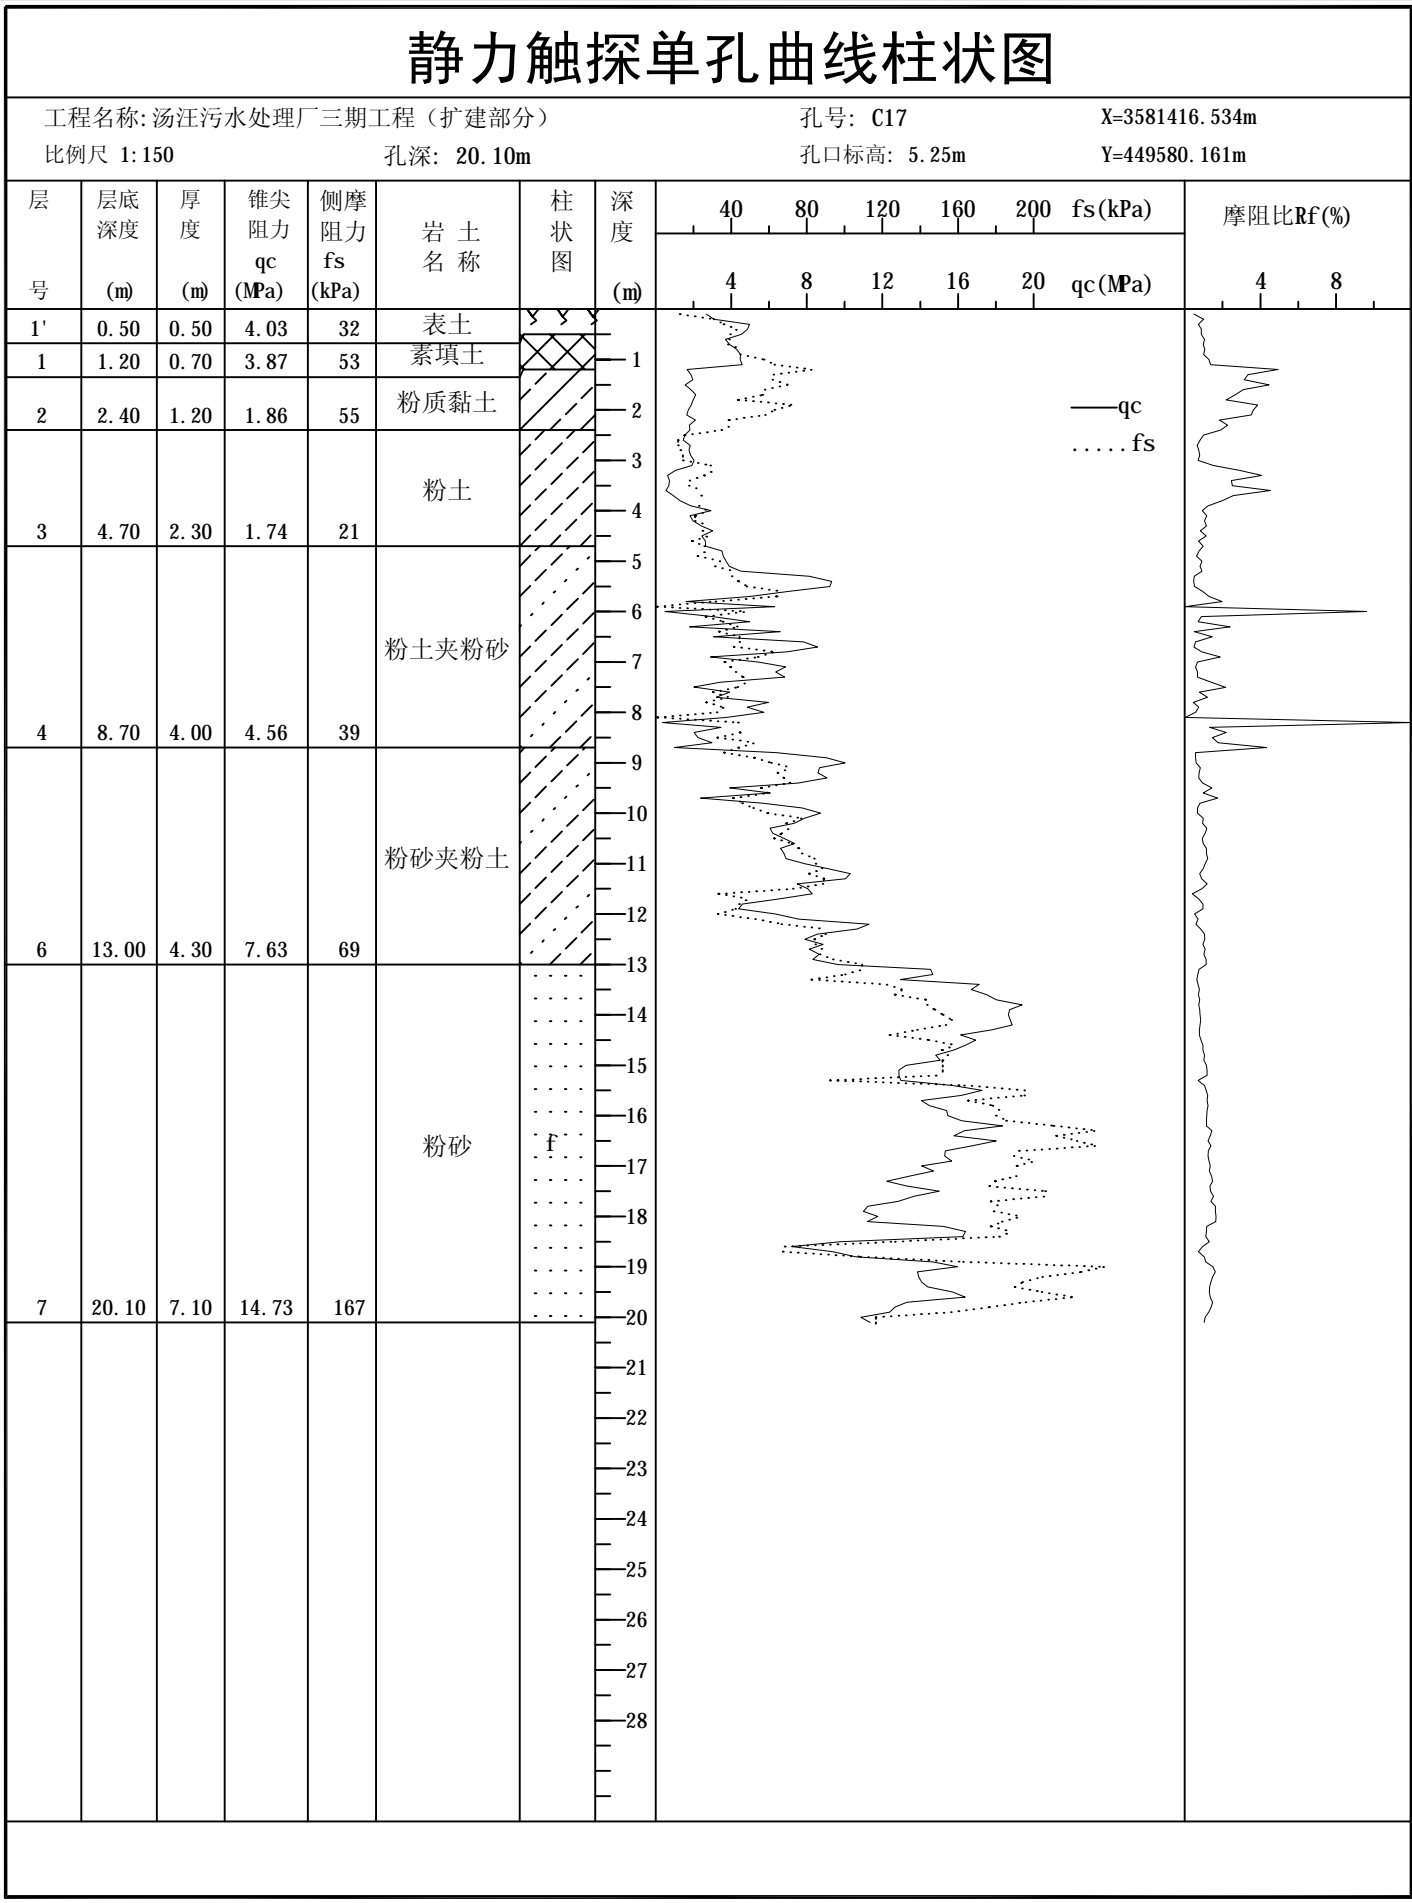 静力触探单孔曲线柱状图
工程名称: 汤汪污水处理厂三期工程（扩建部分） 孔号: C17 X=3581416.534m
比例尺 1:150 孔深: 20.10m 孔口标高: 5.25m Y=449580.161m
层号 层底深度(m) 厚度(m) 锥尖阻力qc(MPa) 侧摩阻力fs(kPa) 岩土名称 柱状图 深度(m)
40 80 120 160 200 fs(kPa)
4 8 12 16 20 qc(MPa)
摩阻比Rf(%)
4 8
1' 0.50 0.50 4.03 32 表土
1 1.20 0.70 3.87 53 素填土
2 2.40 1.20 1.86 55 粉质黏土
3 4.70 2.30 1.74 21 粉土
4 8.70 4.00 4.56 39 粉土夹粉砂
6 13.00 4.30 7.63 69 粉砂夹粉土
7 20.10 7.10 14.73 167 粉砂
f
1
2
3
4
5
6
7
8
9
10
11
12
13
14
15
16
17
18
19
20
21
22
23
24
25
26
27
28
qc
.....fs